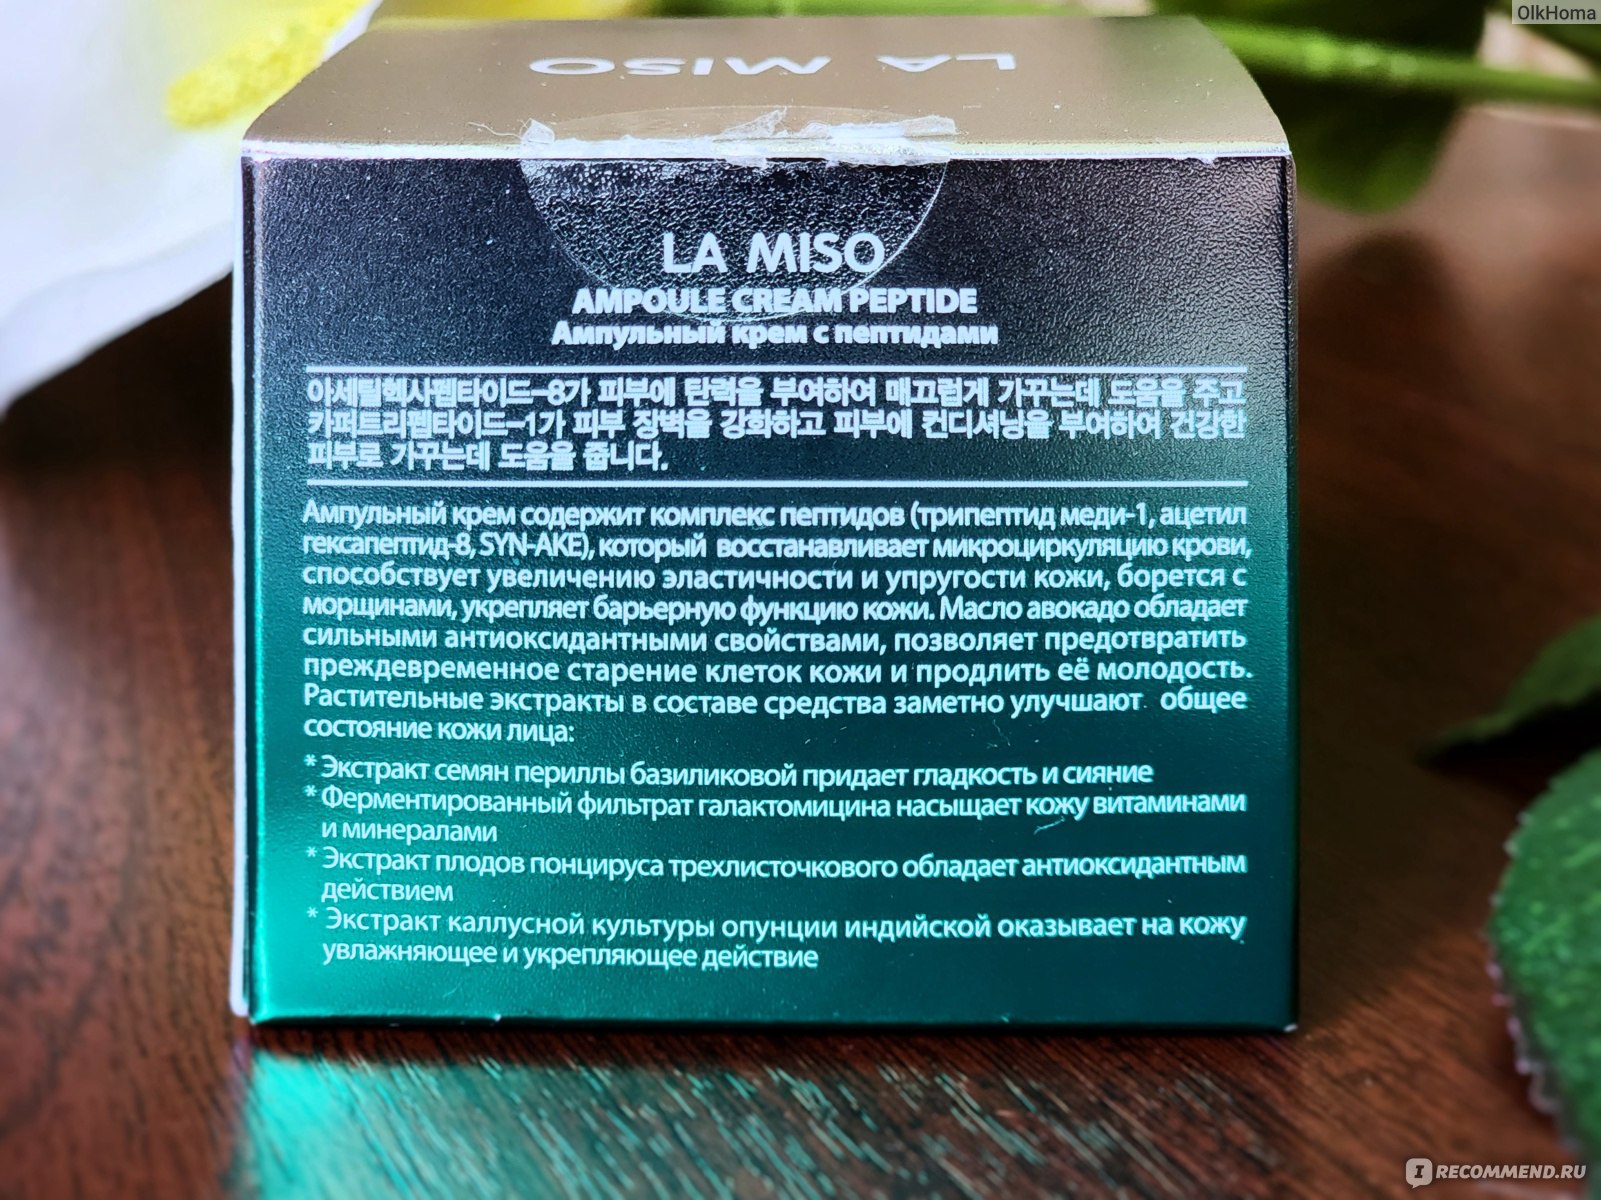 OlkHoma
LA MISO
LA MISO
AMPOULE CREAM PEPTIDE
Ампульный крем с пептидами
아세틸헥사펩타이드-8가 피부에 탄력을 부여하여 매끄럽게 가꾸는데 도움을 주고
카퍼트리펩타이드-1가 피부 장벽을 강화하고 피부에 컨디셔닝을 부여하여 건강한
피부로 가꾸는데 도움을 줍니다.
Ампульный крем содержит комплекс пептидов (трипептид меди-1, ацетил
гексапептид-8, SYN-AKE), который восстанавливает микроциркуляцию крови,
способствует увеличению эластичности и упругости кожи, борется с
морщинами, укрепляет барьерную функцию кожи. Масло авокадо обладает
сильными антиоксидантными свойствами, позволяет предотвратить
преждевременное старение клеток кожи и продлить её молодость.
Растительные экстракты в составе средства заметно улучшают общее
состояние кожи лица:
* Экстракт семян периллы базиликовой придает гладкость и сияние
* Ферментированный фильтрат галактомицина насыщает кожу витаминами
и минералами
* Экстракт плодов понцируса трехлисточкового обладает антиоксидантным
действием
* Экстракт каллусной культуры опунции индийской оказывает на кожу
увлажняющее и укрепляющее действие
IRECOMMEND.RU